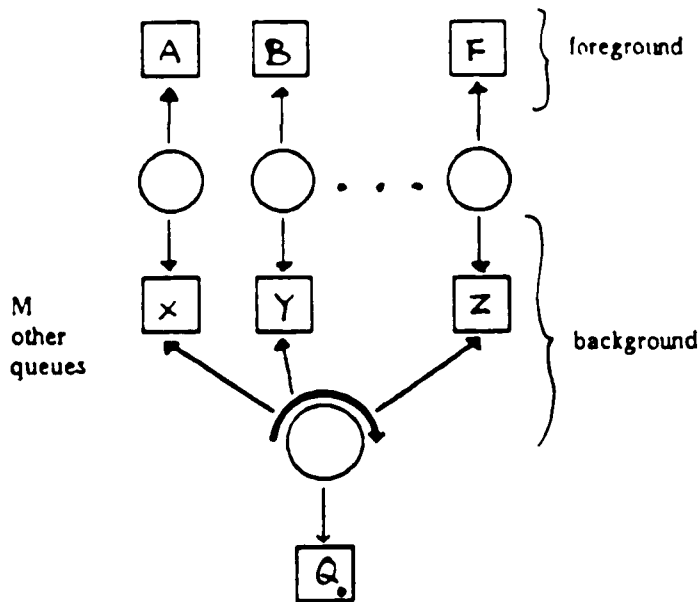 A B F foreground
X Y Z
M
other
queues
background
Q